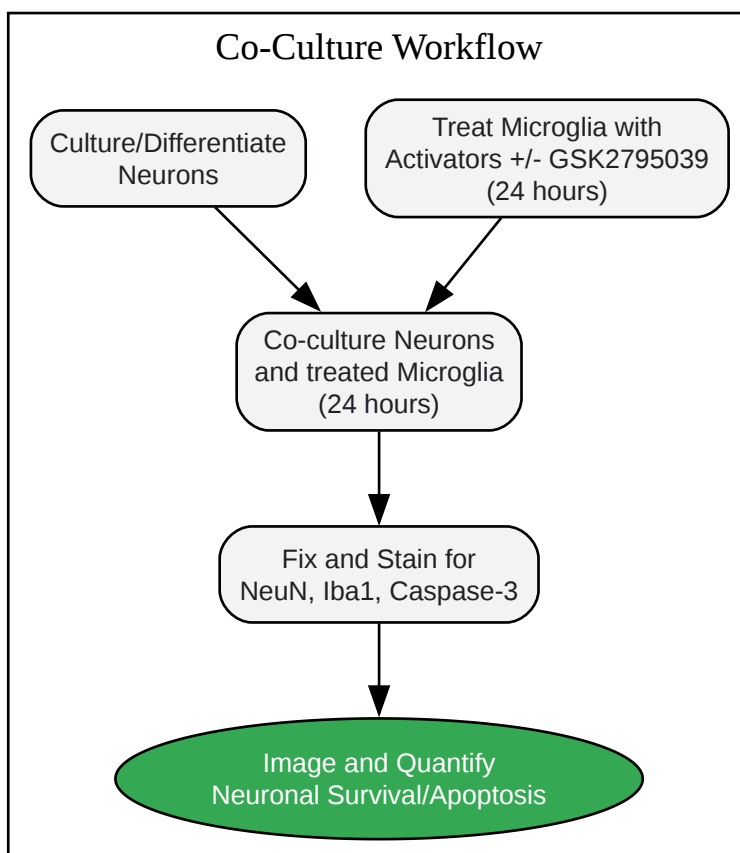 Co-Culture Workflow
Culture/Differentiate
Neurons
Treat Microglia with
Activators +/- GSK2795039
(24 hours)
Co-culture Neurons
and treated Microglia
(24 hours)
Fix and Stain for
NeuN, Iba1, Caspase-3
Image and Quantify
Neuronal Survival/Apoptosis